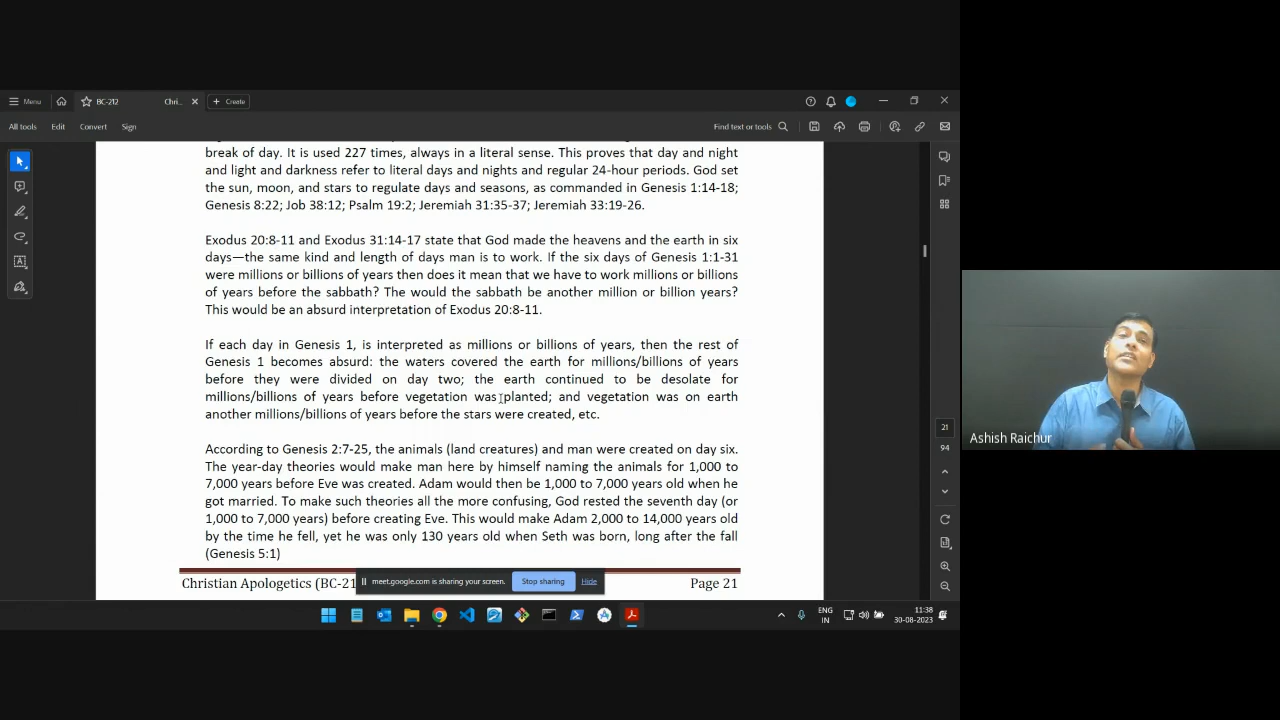 Menu
BC-212
Chri...
Create
All tools
Edit
Convert
Sign
Find text or tools
break of day. It is used 227 times, always in a literal sense. This proves that day and night
and light and darkness refer to literal days and nights and regular 24-hour periods. God set
the sun, moon, and stars to regulate days and seasons, as commanded in Genesis 1:14-18;
Genesis 8:22; Job 38:12; Psalm 19:2; Jeremiah 31:35-37; Jeremiah 33:19-26.
Exodus 20:8-11 and Exodus 31:14-17 state that God made the heavens and the earth in six
days—the same kind and length of days man is to work. If the six days of Genesis 1:1-31
were millions or billions of years then does it mean that we have to work millions or billions
of years before the sabbath? The would the sabbath be another million or billion years?
This would be an absurd interpretation of Exodus 20:8-11.
If each day in Genesis 1, is interpreted as millions or billions of years, then the rest of
Genesis 1 becomes absurd: the waters covered the earth for millions/billions of years
before they were divided on day two; the earth continued to be desolate for
millions/billions of years before vegetation was planted; and vegetation was on earth
another millions/billions of years before the stars were created, etc.
According to Genesis 2:7-25, the animals (land creatures) and man were created on day six.
The year-day theories would make man here by himself naming the animals for 1,000 to
7,000 years before Eve was created. Adam would then be 1,000 to 7,000 years old when he
got married. To make such theories all the more confusing, God rested the seventh day (or
1,000 to 7,000 years) before creating Eve. This would make Adam 2,000 to 14,000 years old
by the time he fell, yet he was only 130 years old when Seth was born, long after the fall
(Genesis 5:1)
Christian Apologetics (BC-21
Page 21
meet.google.com is sharing your screen.
Stop sharing
Hide
21
94
ENG
IN
11:38
30-08-2023
Ashish Raichur